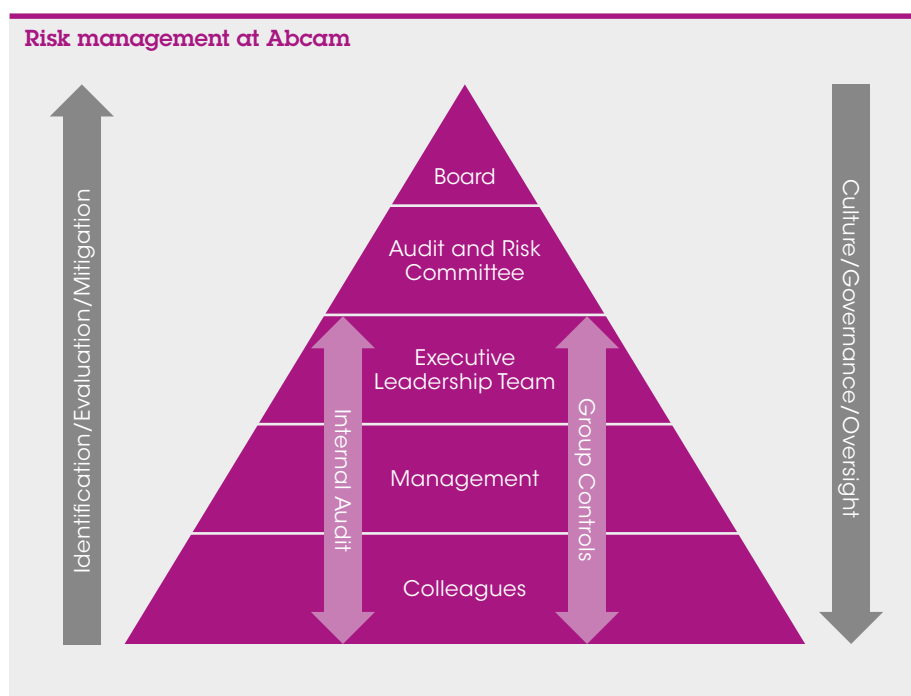 Risk management at Abcam
Identification/Evaluation/Mitigation
Board
Audit and Risk
Committee
Executive
Leadership Team
Internal Audit
Group Controls
Management
Colleagues
Culture/Governance/Oversight